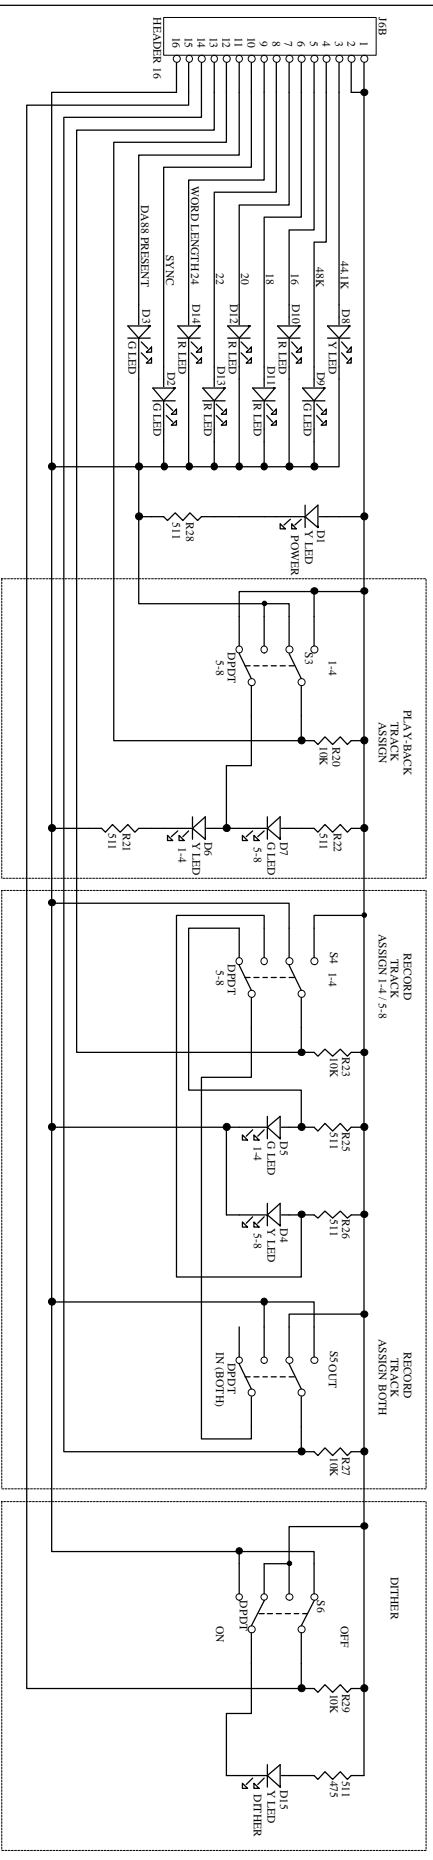 J6B
1
2
3
4
5
6
7
8
9
10
11
12
13
14
15
16
HEADER 16
44.1K
48K
16
18
20
22
WORD LENGTH 24
SYNC
DA88 PRESENT
D8
Y LED
D9
G LED
D10
R LED
D11
R LED
D12
R LED
D13
R LED
D14
R LED
D2
G LED
D3
G LED
D1
Y LED
POWER
R28
511
PLAY-BACK
TRACK
ASSIGN
1-4
S3
DPDT
5-8
R20
10K
R22
511
D7
G LED
5-8
D6
Y LED
1-4
R21
511
RECORD
TRACK
ASSIGN 1-4 / 5-8
S4
1-4
DPDT
5-8
R23
10K
R25
511
D5
G LED
1-4
R26
511
D4
Y LED
5-8
RECORD
TRACK
ASSIGN BOTH
S5
OUT
DPDT
IN (BOTH)
R27
10K
DITHER
OFF
S6
DPDT
ON
R29
10K
511
475
D15
Y LED
DITHER